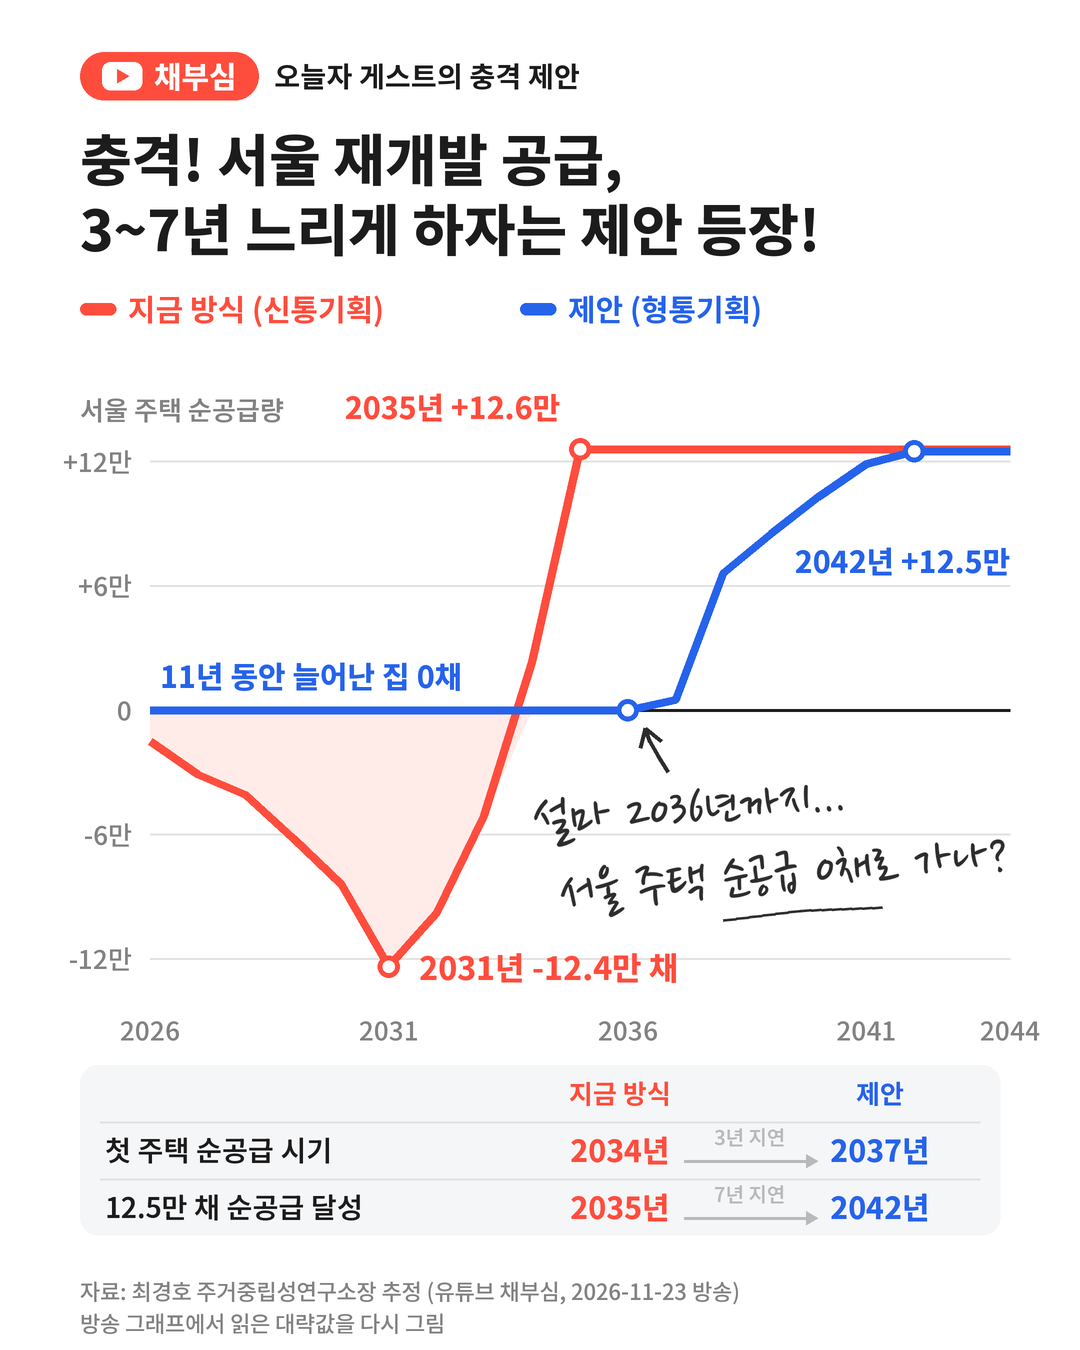 채부심 오늘자 게스트의 충격 제안
충격! 서울 재개발 공급,
3~7년 느리게 하자는 제안 등장!
지금 방식 (신통기획) 제안 (형통기획)
서울 주택 순공급량 2035년 +12.6만
+12만
2042년 +12.5만
+6만
11년 동안 늘어난 집 0채
0
설마 2036년까지...
-6만
서울 주택 순공급 0채로 가나?
-12만
2031년 -12.4만 채
2026 2031 2036 2041 2044
지금 방식 제안
첫 주택 순공급 시기 2034년 3년 지연 2037년
12.5만 채 순공급 달성 2035년 7년 지연 2042년
자료: 최경호 주거중립성연구소장 추정 (유튜브 채부심, 2026-11-23 방송)
방송 그래프에서 읽은 대략값을 다시 그림